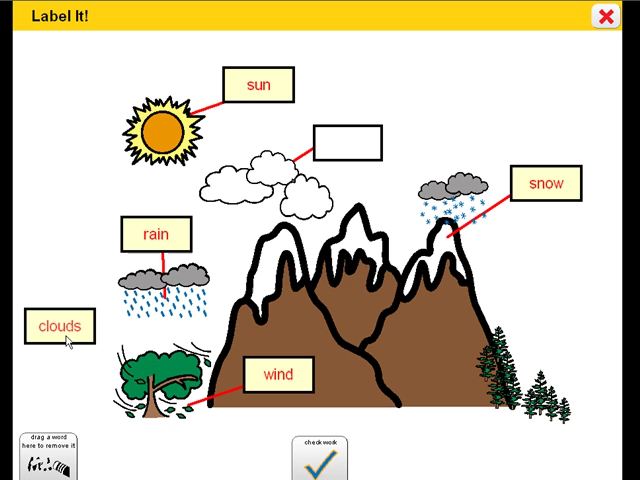 Label It!
sun
snow
rain
clouds
wind
drag a word
here to remove it
check work